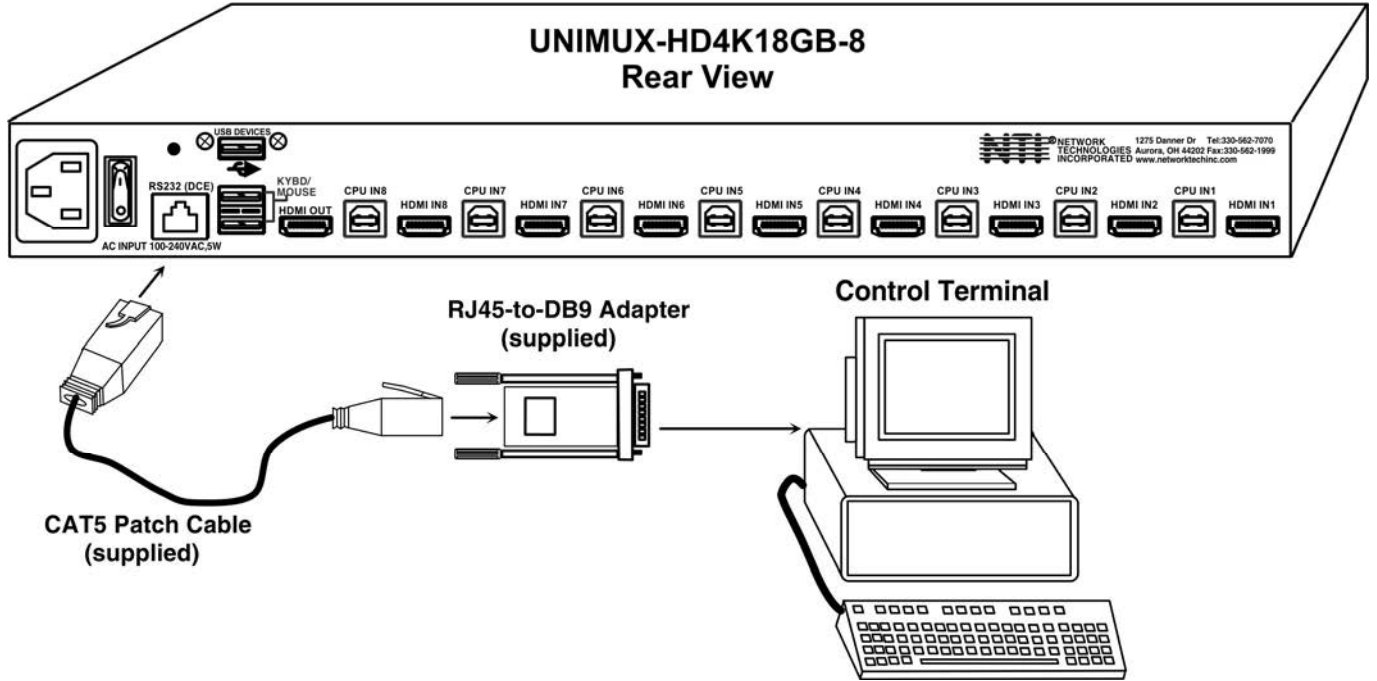 UNIMUX-HD4K18GB-8
Rear View
USB DEVICES
NTI ® NETWORK
TECHNOLOGIES
INCORPORATED
1275 Danner Dr Tel:330-562-7070
Aurora, OH 44202 Fax:330-562-1999
www.networktechinc.com
RS232 (DCE)
KYBD/
MOUSE
HDMI OUT
CPU IN8
HDMI IN8
CPU IN7
HDMI IN7
CPU IN6
HDMI IN6
CPU IN5
HDMI IN5
CPU IN4
HDMI IN4
CPU IN3
HDMI IN3
CPU IN2
HDMI IN2
CPU IN1
HDMI IN1
AC INPUT 100-240VAC,5W
RJ45-to-DB9 Adapter
(supplied)
Control Terminal
CAT5 Patch Cable
(supplied)